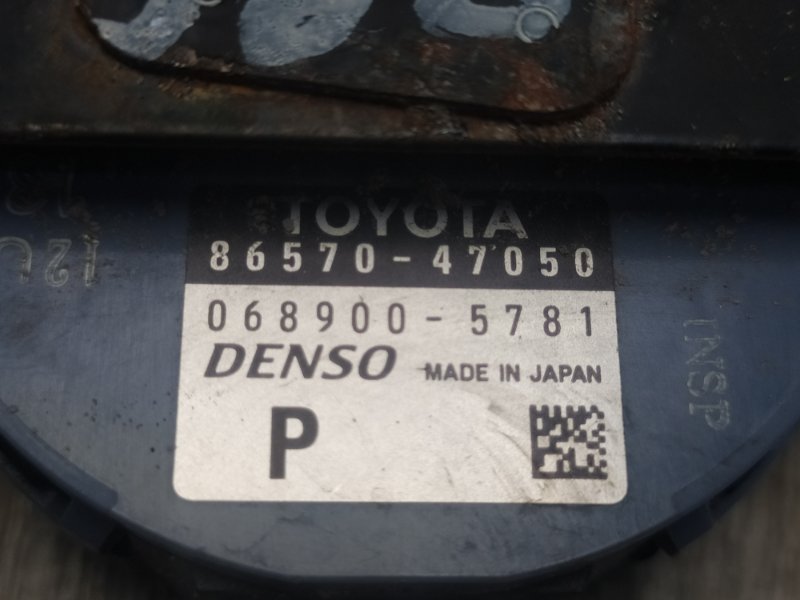 TOYOTA
86570-47050
068900-5781
DENSO MADE IN JAPAN
P
INSP